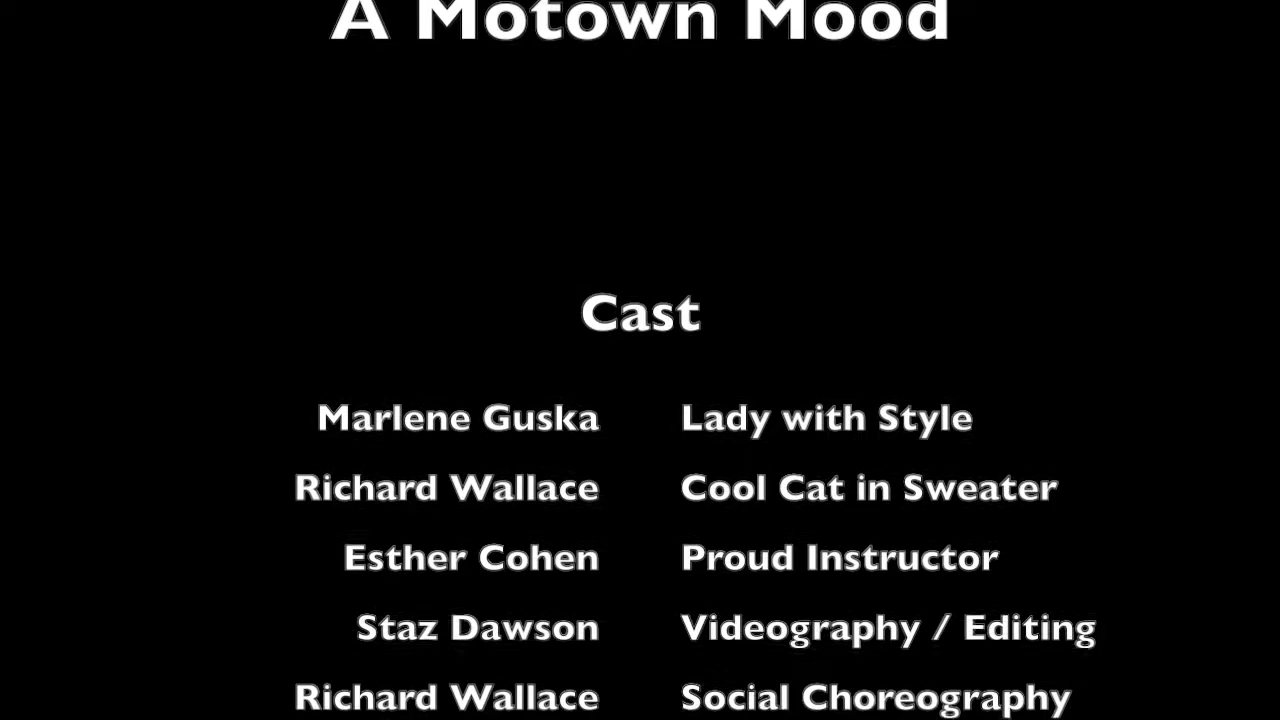 A Motown Mood
Cast
Marlene Guska Lady with Style
Richard Wallace Cool Cat in Sweater
Esther Cohen Proud Instructor
Staz Dawson Videography / Editing
Richard Wallace Social Choreography